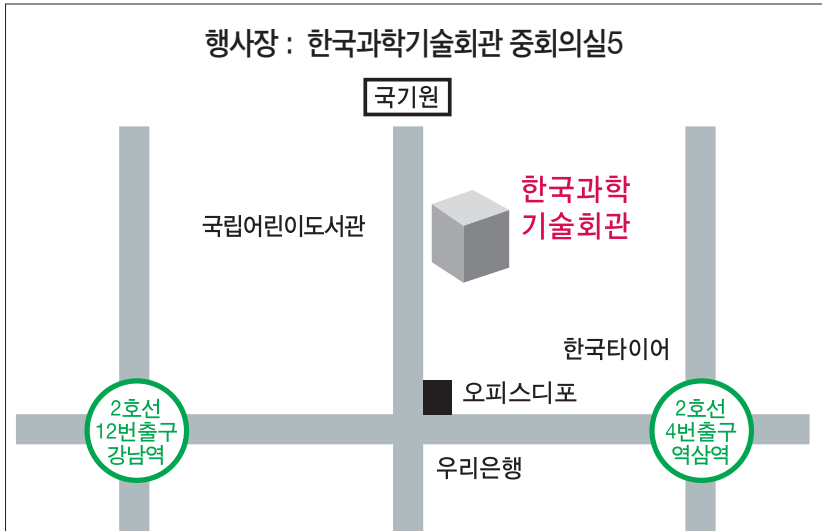 행사장 : 한국과학기술회관 중회의실5
국기원
한국과학
기술회관
국립어린이도서관
한국타이어
오피스디포
2호선
12번출구
강남역
2호선
4번출구
역삼역
우리은행